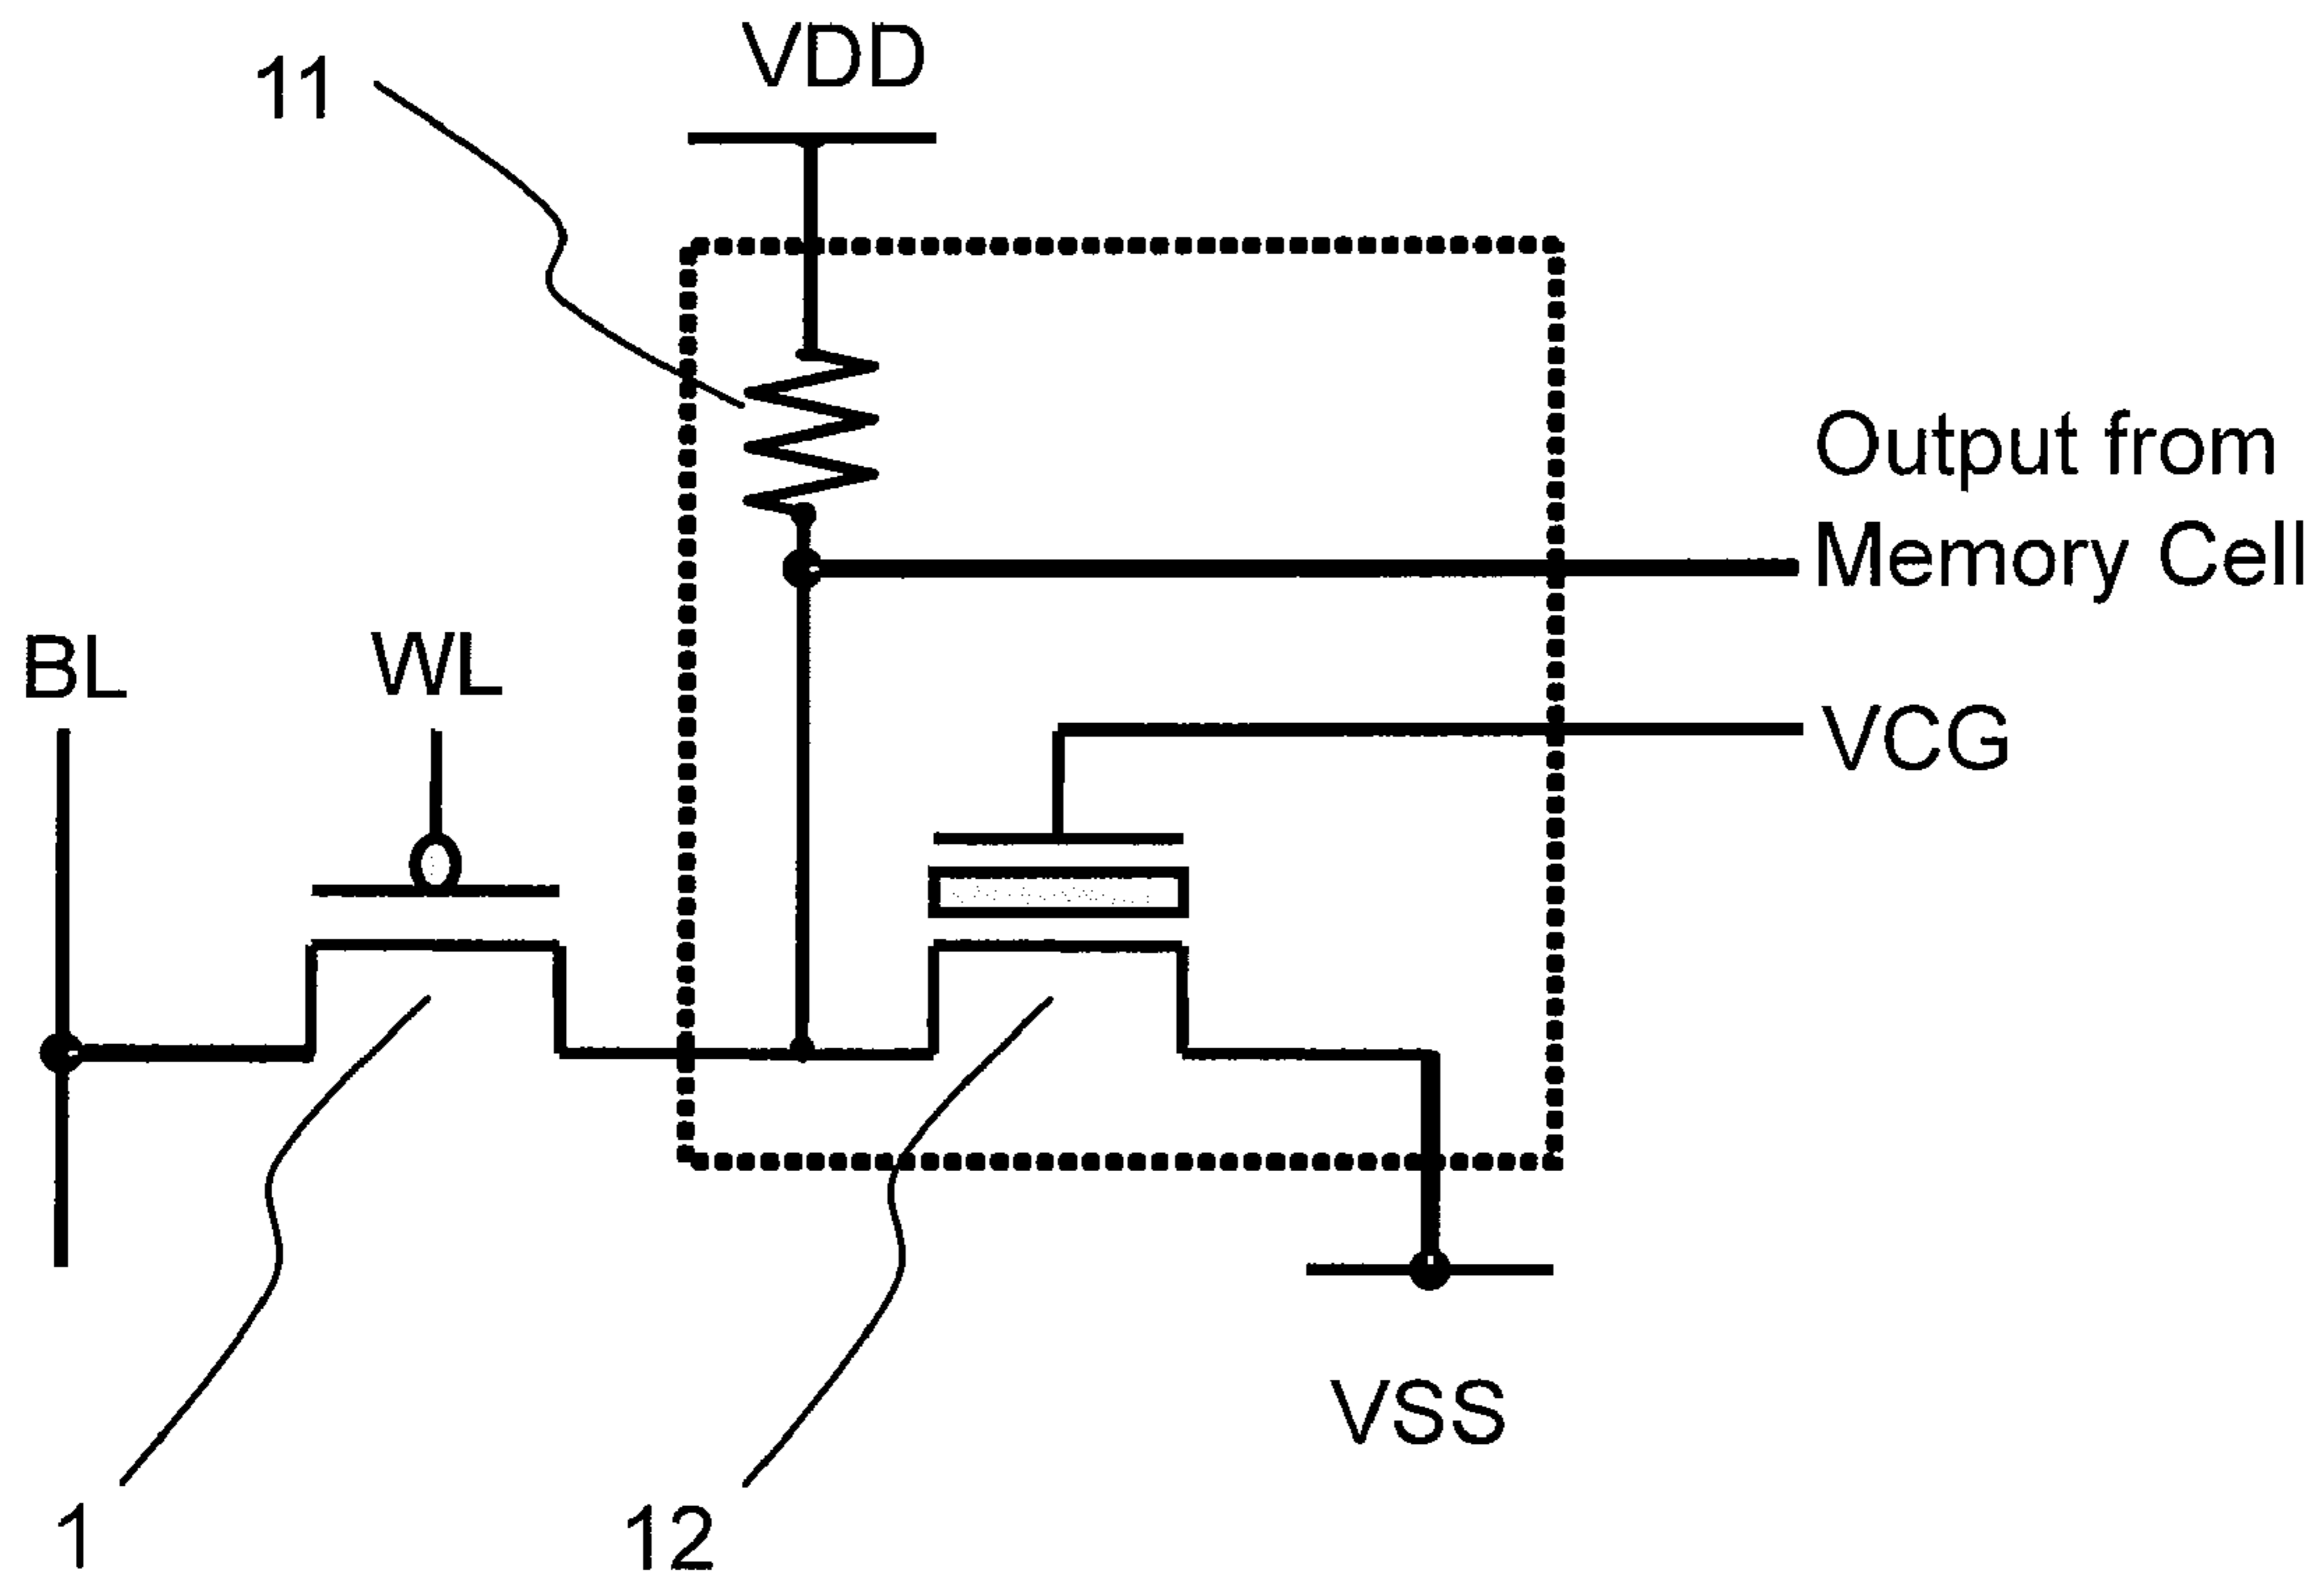 VDD
11
Output from
Memory Cell
BL
WL
VCG
VSS
1
12